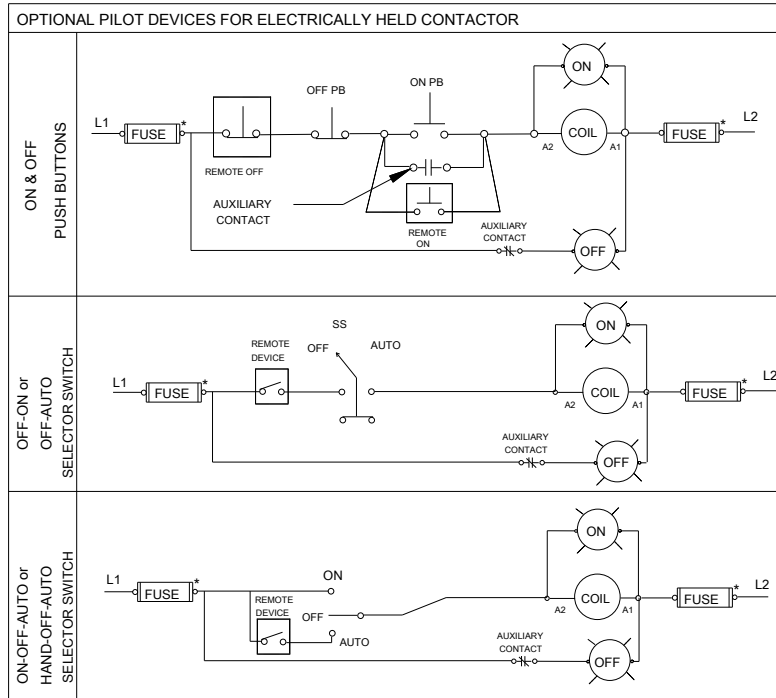 OPTIONAL PILOT DEVICES FOR ELECTRICALLY HELD CONTACTOR
ON & OFF
PUSH BUTTONS
L1
FUSE
*
REMOTE OFF
OFF PB
ON PB
AUXILIARY
CONTACT
REMOTE
ON
AUXILIARY
CONTACT
ON
COIL
A2
A1
OFF
FUSE
*
L2
OFF-ON or
OFF-AUTO
SELECTOR SWITCH
L1
FUSE
*
REMOTE
DEVICE
SS
OFF
AUTO
AUXILIARY
CONTACT
ON
COIL
A2
A1
OFF
FUSE
*
L2
ON-OFF-AUTO or
HAND-OFF-AUTO
SELECTOR SWITCH
L1
FUSE
*
REMOTE
DEVICE
ON
OFF
AUTO
AUXILIARY
CONTACT
ON
COIL
A2
A1
OFF
FUSE
*
L2